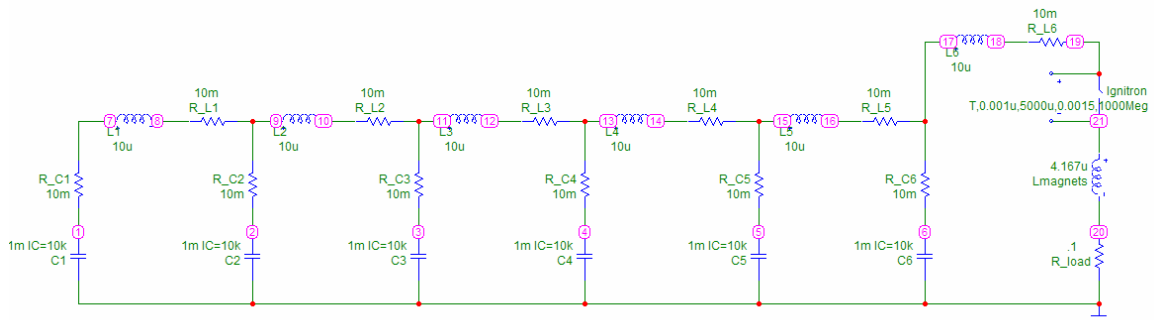 10m
R_L6
17
18
19
L6
10u
+
Ignitron
T,0.001u,5000u,0.0015,1000Meg
-
21
10m
R_L1
10m
R_L2
10m
R_L3
10m
R_L4
10m
R_L5
7
8
9
10
11
12
13
14
15
16
L1
10u
L2
10u
L3
10u
L4
10u
L5
10u
R_C1
10m
R_C2
10m
R_C3
10m
R_C4
10m
R_C5
10m
R_C6
10m
4.167u
Lmagnets
+
-
1
2
3
4
5
6
20
1m IC=10k
C1
1m IC=10k
C2
1m IC=10k
C3
1m IC=10k
C4
1m IC=10k
C5
1m IC=10k
C6
.1
R_load